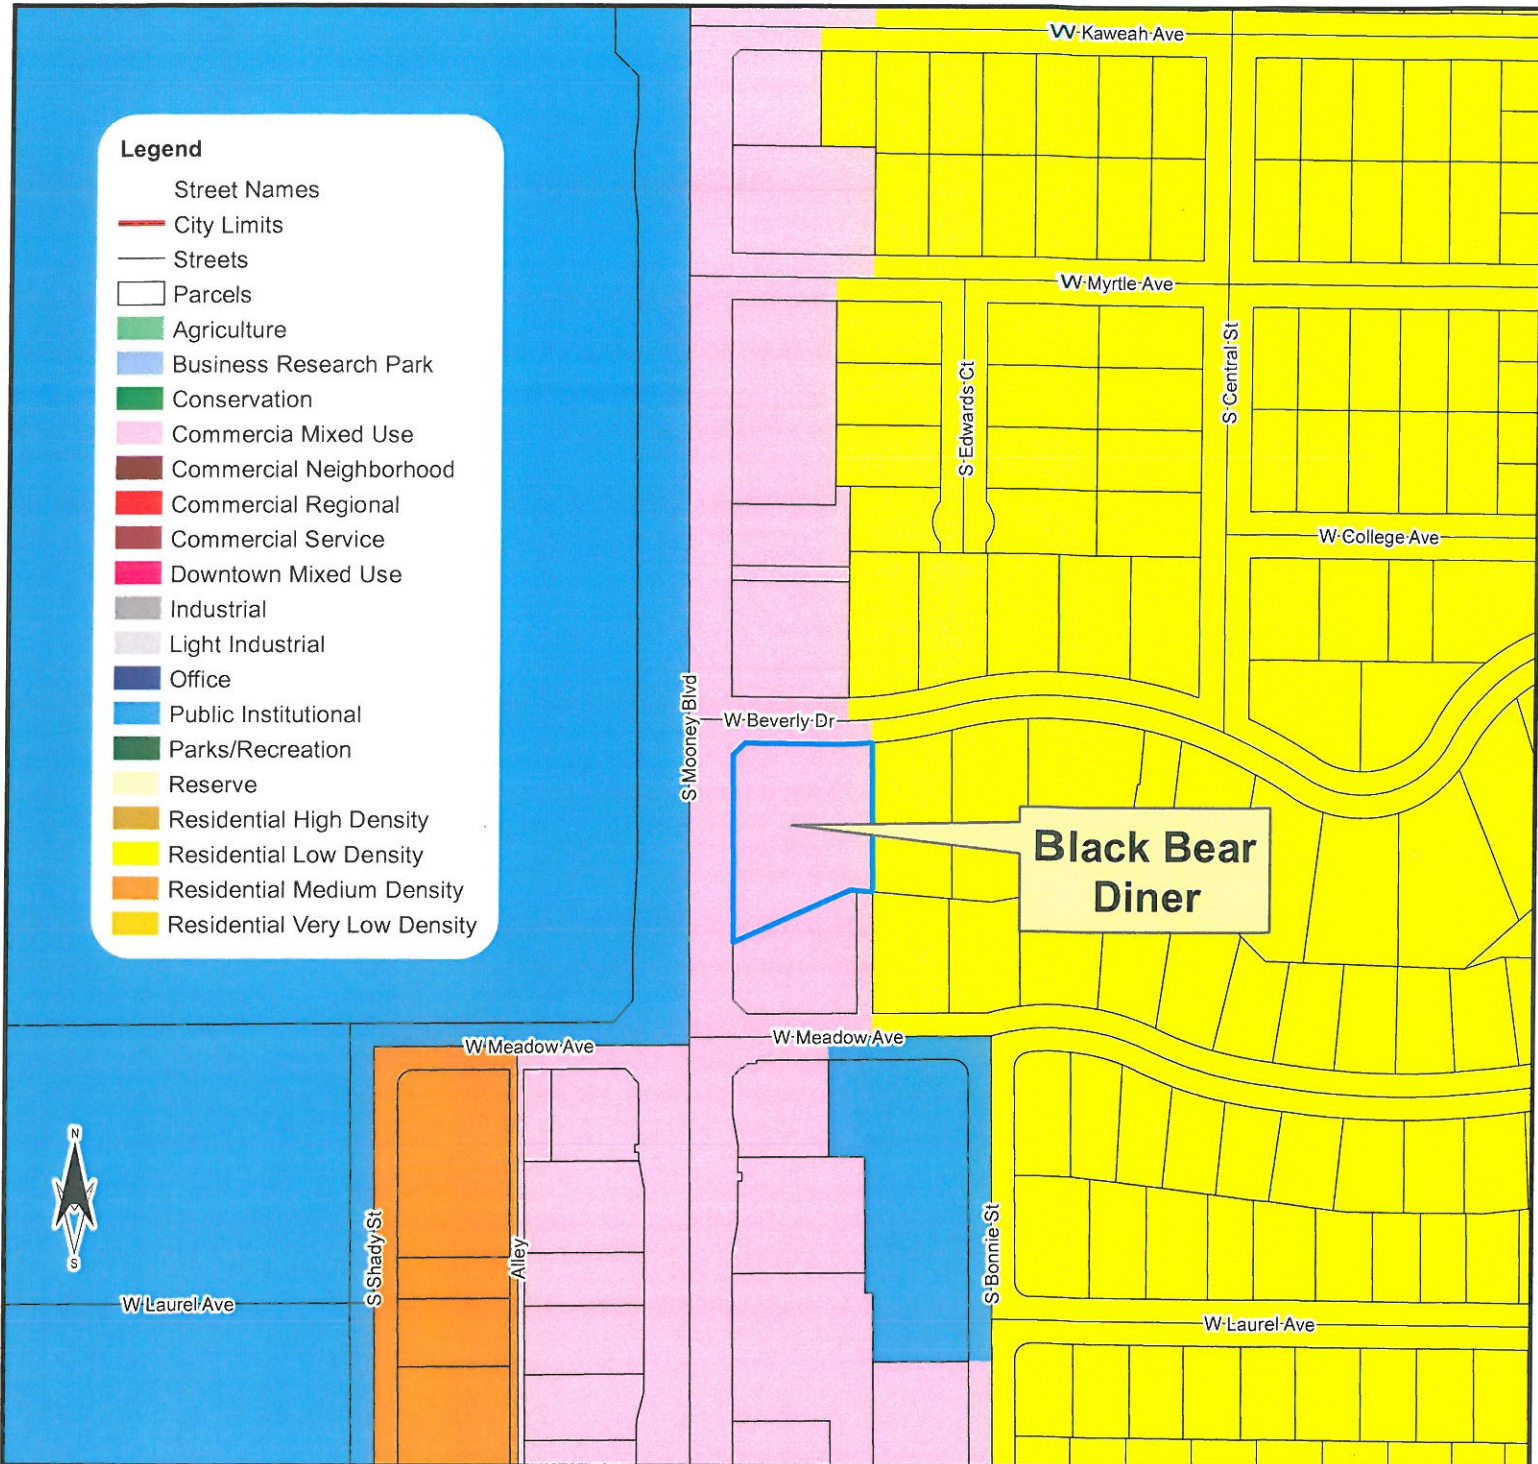 W Kaweah Ave
Legend
Street Names
City Limits
Streets
Parcels
Agriculture
Business Research Park
Conservation
Commercia Mixed Use
Commercial Neighborhood
Commercial Regional
Commercial Service
Downtown Mixed Use
Industrial
Light Industrial
Office
Public Institutional
Parks/Recreation
Reserve
Residential High Density
Residential Low Density
Residential Medium Density
Residential Very Low Density
W Myrtle Ave
S Edwards Ct
S Central St
W College Ave
S Mooney Blvd
W Beverly Dr
Black Bear
Diner
W Meadow Ave
W Meadow Ave
N
S
S Shady St
Alley
S Bonnie St
W Laurel Ave
W Laurel Ave